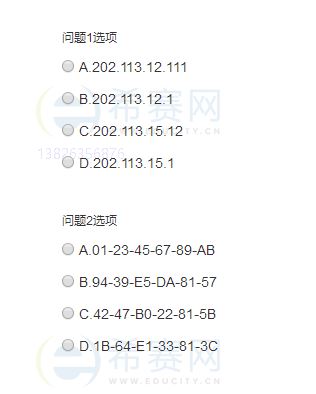 问题1选项
A.202.113.12.111
B.202.113.12.1
希赛网
WWW.EDUCITY.CN
C.202.113.15.12
13826356876
D.202.113.15.1
问题2选项
A.01-23-45-67-89-AB
B.94-39-E5-DA-81-57
C.42-47-B0-22-81-5B
D.1B-64-E1-33-81-3C
希赛网
WWW.EDUCITY.CN